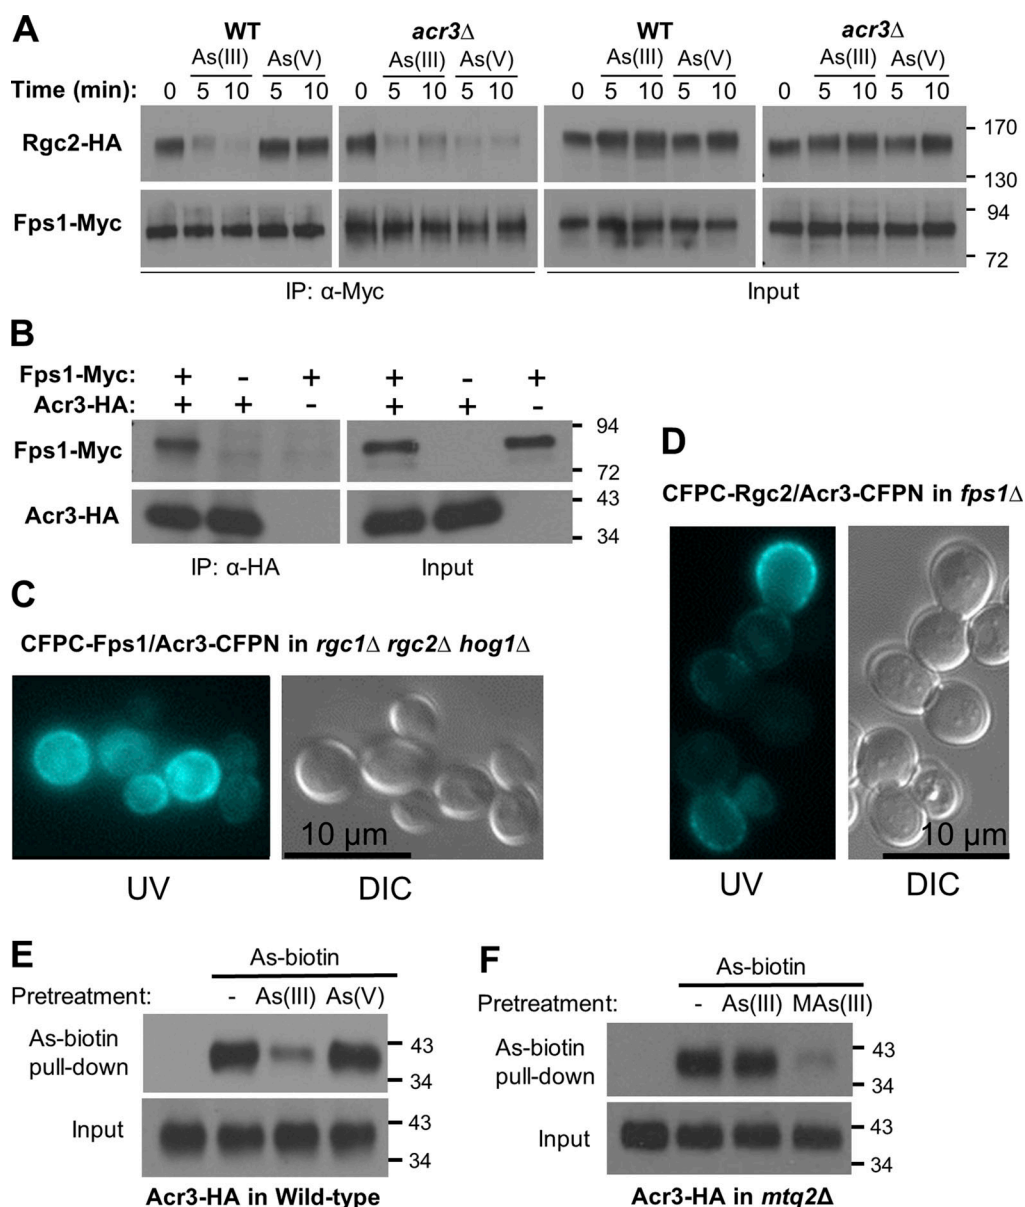 A
WT acr3Δ WT acr3Δ
As(III) As(V) As(III) As(V) As(III) As(V) As(III) As(V)
Time (min): 0 5 10 5 10 0 5 10 5 10 0 5 10 5 10 0 5 10 5 10
Rgc2-HA
170
130
Fps1-Myc
94
72
IP: α-Myc Input
B
Fps1-Myc: + - + + - +
Acr3-HA: + + - + + -
Fps1-Myc
94
72
Acr3-HA
43
34
IP: α-HA Input
C
CFPC-Fps1/Acr3-CFPN in rgc1Δ rgc2Δ hog1Δ
10 μm
UV DIC
D
CFPC-Rgc2/Acr3-CFPN in fps1Δ
10 μm
UV DIC
E
As-biotin
Pretreatment: - As(III) As(V)
As-biotin
pull-down
43
34
Input
43
34
Acr3-HA in Wild-type
F
As-biotin
Pretreatment: - As(III) MAs(III)
As-biotin
pull-down
43
34
Input
43
34
Acr3-HA in mtq2Δ